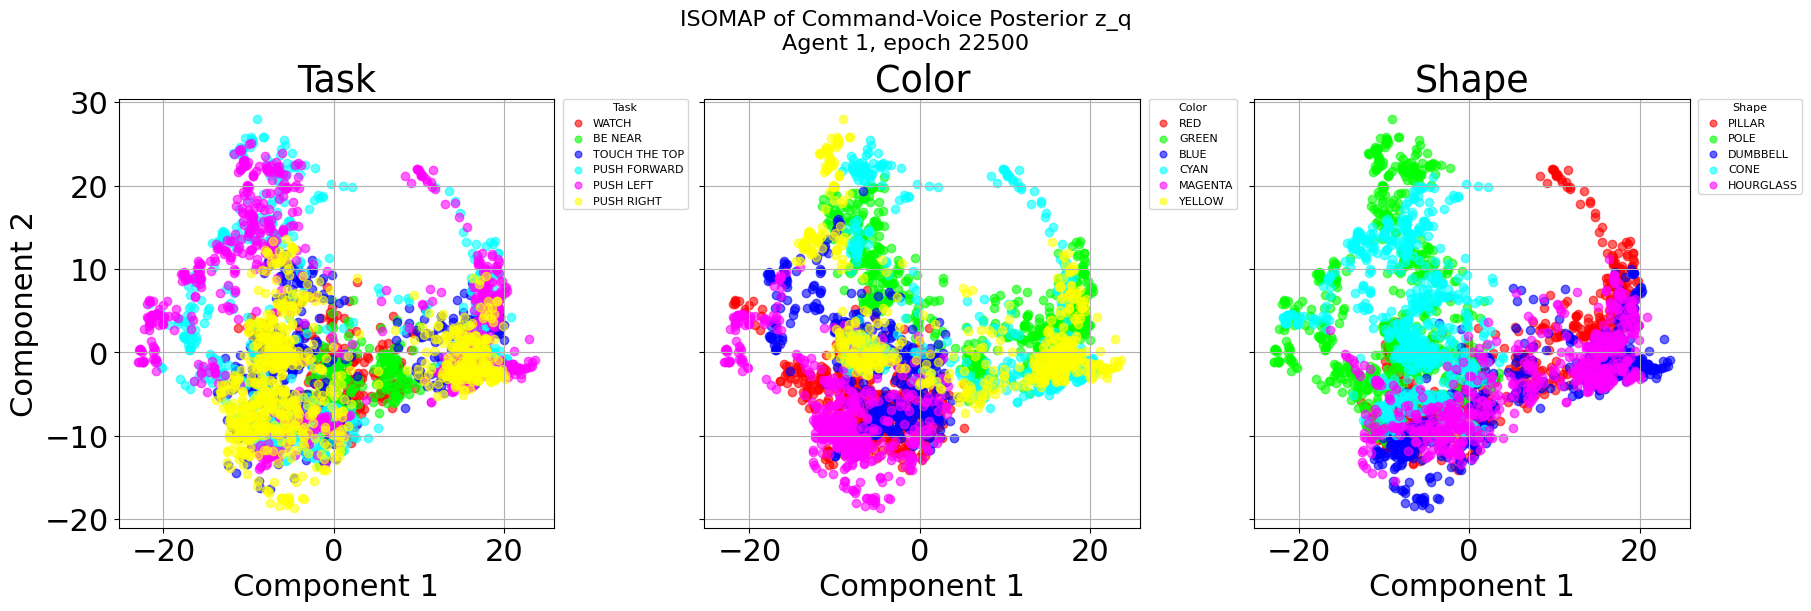 ISOMAP of Command-Voice Posterior z_q
Agent 1, epoch 22500
Task
Color
Shape
Task
WATCH
BE NEAR
TOUCH THE TOP
PUSH FORWARD
PUSH LEFT
PUSH RIGHT
Color
RED
GREEN
BLUE
CYAN
MAGENTA
YELLOW
Shape
PILLAR
POLE
DUMBBELL
CONE
HOURGLASS
Component 2
30
20
10
0
−10
−20
−20 0 20
−20 0 20
−20 0 20
Component 1
Component 1
Component 1